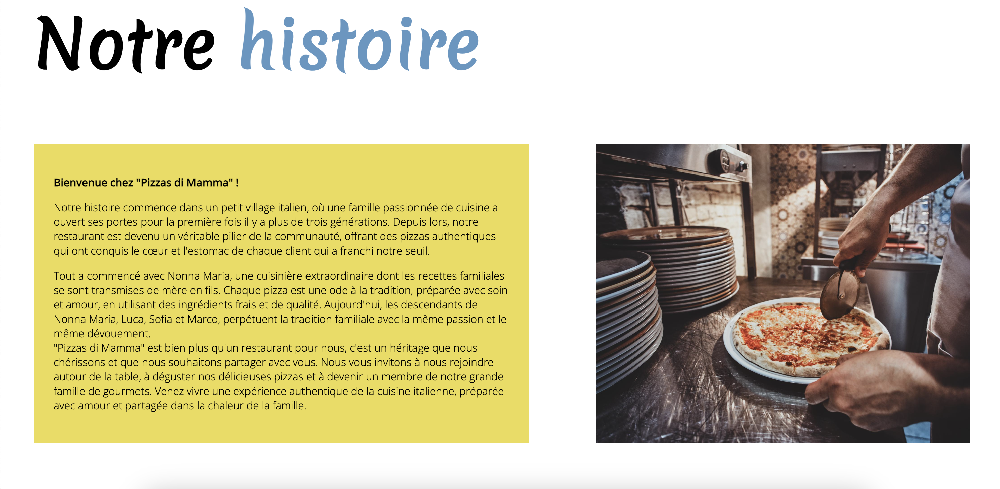 Notre histoire
Bienvenue chez "Pizzas di Mamma" !
Notre histoire commence dans un petit village italien, où une famille passionnée de cuisine a
ouvert ses portes pour la première fois il y a plus de trois générations. Depuis lors, notre
restaurant est devenu un véritable pilier de la communauté, offrant des pizzas authentiques
qui ont conquis le cœur et l'estomac de chaque client qui a franchi notre seuil.
Tout a commencé avec Nonna Maria, une cuisinière extraordinaire dont les recettes familiales
se sont transmises de mère en fils. Chaque pizza est une ode à la tradition, préparée avec soin
et amour, en utilisant des ingrédients frais et de qualité. Aujourd'hui, les descendants de
Nonna Maria, Luca, Sofia et Marco, perpétuent la tradition familiale avec la même passion et le
même dévouement.
"Pizzas di Mamma" est bien plus qu'un restaurant pour nous, c'est un héritage que nous
chérissons et que nous souhaitons partager avec vous. Nous vous invitons à nous rejoindre
autour de la table, à déguster nos délicieuses pizzas et à devenir un membre de notre grande
famille de gourmets. Venez vivre une expérience authentique de la cuisine italienne, préparée
avec amour et partagée dans la chaleur de la famille.